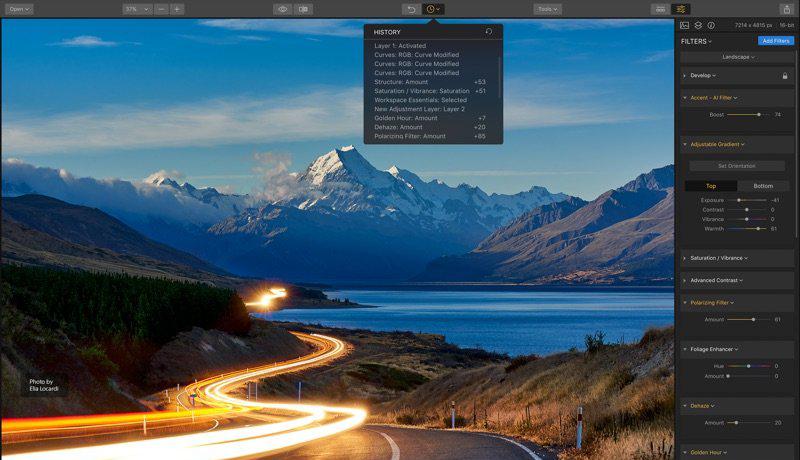 Open
37%
Tools
7214 x 4815 px 16-bit
HISTORY
Layer 1: Activated
Curves: RGB: Curve Modified
Curves: RGB: Curve Modified
Curves: RGB: Curve Modified
Structure: Amount +53
Saturation / Vibrance: Saturation +51
Workspace Essentials: Selected
New Adjustment Layer: Layer 2
Golden Hour: Amount +7
Dehaze: Amount +20
Polarizing Filter: Amount +85
FILTERS
Add Filters
Landscape
Develop
Accent - AI Filter
Boost 74
Adjustable Gradient
Set Orientation
Top Bottom
Exposure -41
Contrast 0
Vibrance 0
Warmth 61
Saturation / Vibrance
Advanced Contrast
Polarizing Filter
Amount 61
Foliage Enhancer
Hue 0
Amount 0
Dehaze
Amount 20
Golden Hour
Photo by
Elia Locardi